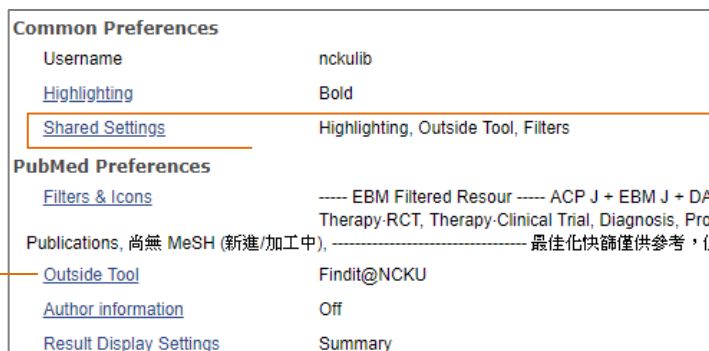 Common Preferences
Username nckulib
Highlighting Bold
Shared Settings Highlighting, Outside Tool, Filters
PubMed Preferences
Filters & Icons ----- EBM Filtered Resour ----- ACP J + EBM J + DA
Therapy-RCT, Therapy-Clinical Trial, Diagnosis, Pro
Publications, 尚無 MeSH (新進/加工中), ---------------------------------- 最佳化快篩僅供參考，
Outside Tool Findit@NCKU
Author information Off
Result Display Settings Summary